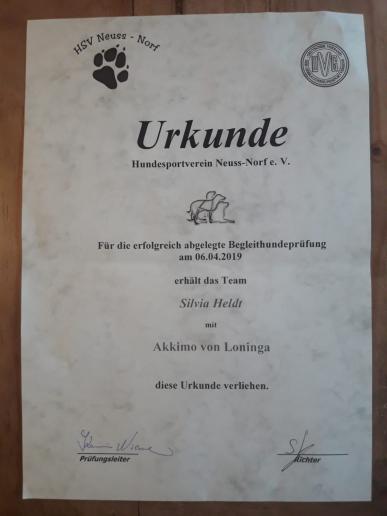 HSV Neuss - Norf
DVG
Urkunde
Hundesportverein Neuss-Norf e. V.
Für die erfolgreich abgelegte Begleithundeprüfung
am 06.04.2019
erhält das Team
Silvia Heldt
mit
Akkimo von Loninga
diese Urkunde verliehen.
Prüfungsleiter
Richter